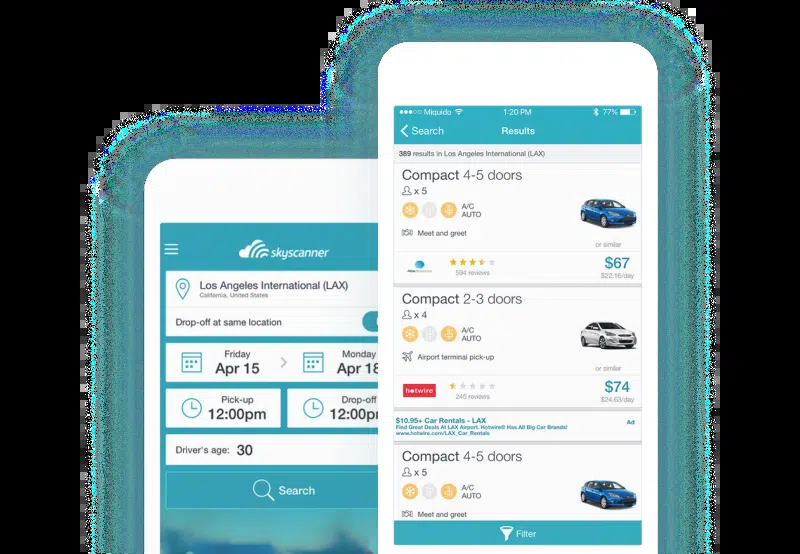 skyscanner
Los Angeles International (LAX)
California, United States
Drop-off at same location
Friday
Apr 15
Monday
Apr 18
Pick-up
12:00pm
Drop-off
12:00pm
Driver's age: 30
Search
Miquido 1:20 PM 77%
Search Results
389 results in Los Angeles International (LAX)
Compact 4-5 doors
x 5
A/C
AUTO
Meet and greet
or similar
594 reviews
$67
$22.16/day
Compact 2-3 doors
x 4
A/C
AUTO
Airport terminal pick-up
or similar
hotwire
245 reviews
$74
$24.63/day
$10.95+ Car Rentals - LAX
Ad
Find Great Deals At LAX Airport. Hotwire® Has All Big Car Brands!
www.hotwire.com/LAX_Car_Rentals
Compact 4-5 doors
x 5
A/C
AUTO
Meet and greet
Filter